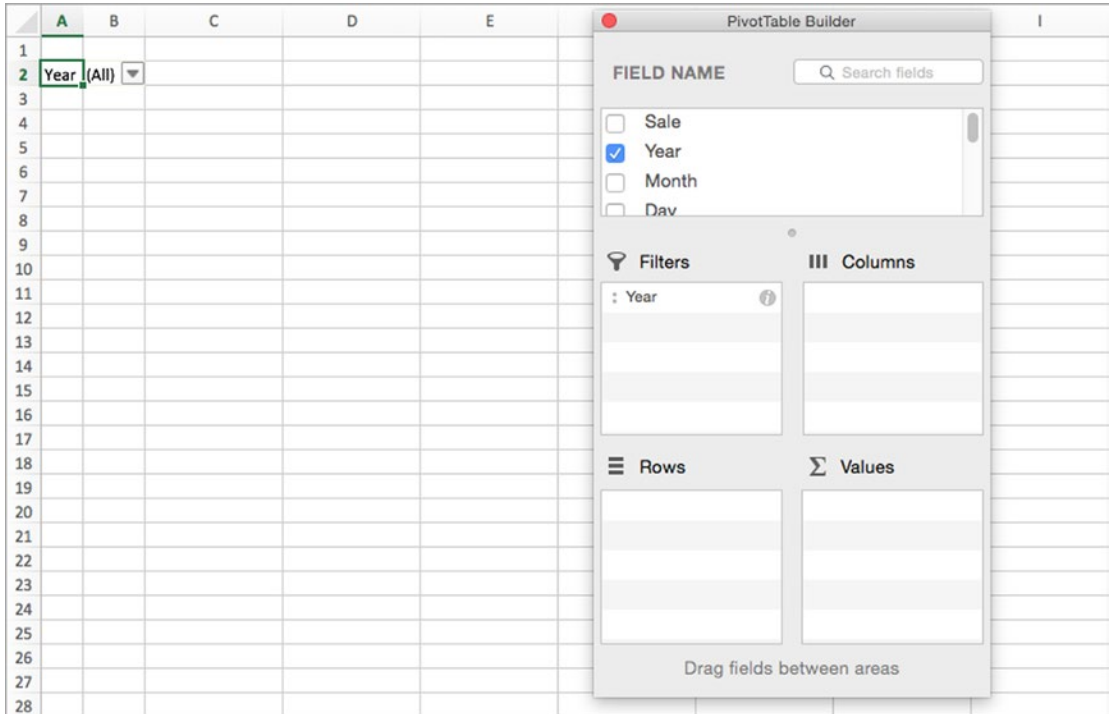 A B C D E I
PivotTable Builder
1
2 Year (All)
3
4
5
6
7
8
9
10
11
12
13
14
15
16
17
18
19
20
21
22
23
24
25
26
27
28
FIELD NAME Search fields
Sale
Year
Month
Day
Filters Columns
Year
Rows Values
Drag fields between areas